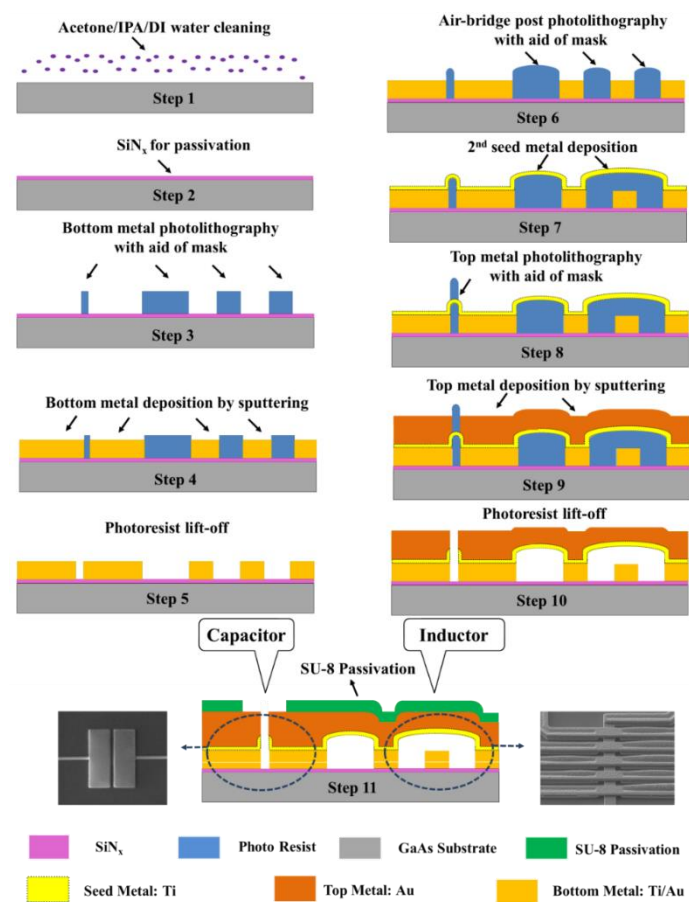 Acetone/IPA/DI water cleaning
Step 1
SiNx for passivation
Step 2
Bottom metal photolithography
with aid of mask
Step 3
Bottom metal deposition by sputtering
Step 4
Photoresist lift-off
Step 5
Air-bridge post photolithography
with aid of mask
Step 6
2nd seed metal deposition
Step 7
Top metal photolithography
with aid of mask
Step 8
Top metal deposition by sputtering
Step 9
Photoresist lift-off
Step 10
Capacitor
Inductor
SU-8 Passivation
Step 11
SiNx
Photo Resist
GaAs Substrate
SU-8 Passivation
Seed Metal: Ti
Top Metal: Au
Bottom Metal: Ti/Au